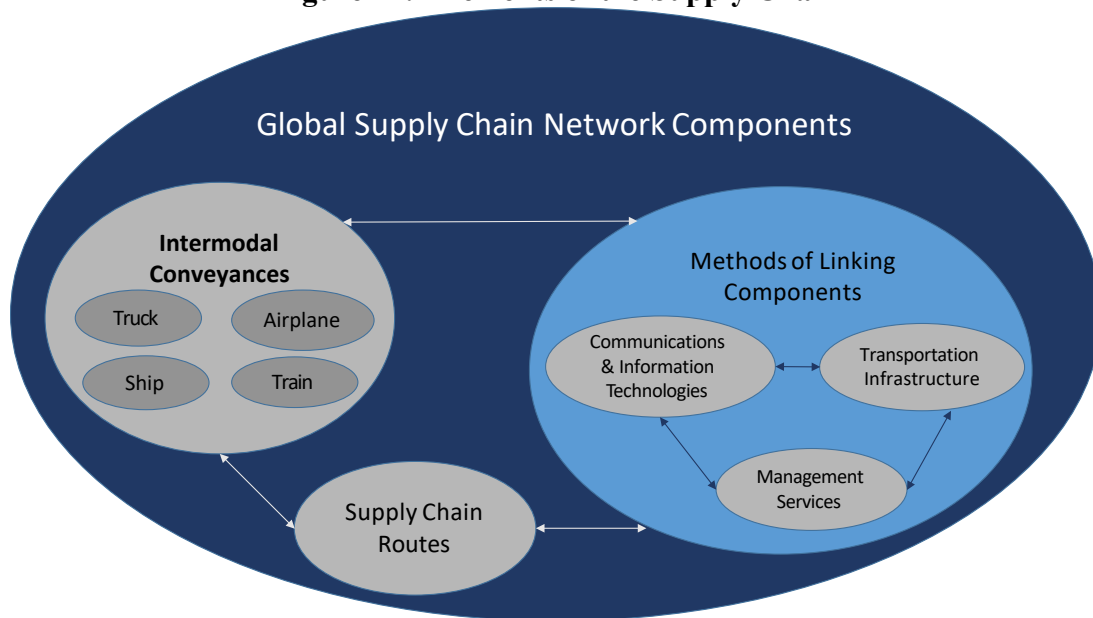 Global Supply Chain Network Components
Intermodal
Conveyances
Truck
Airplane
Ship
Train
Methods of Linking
Components
Communications
& Information
Technologies
Transportation
Infrastructure
Management
Services
Supply Chain
Routes